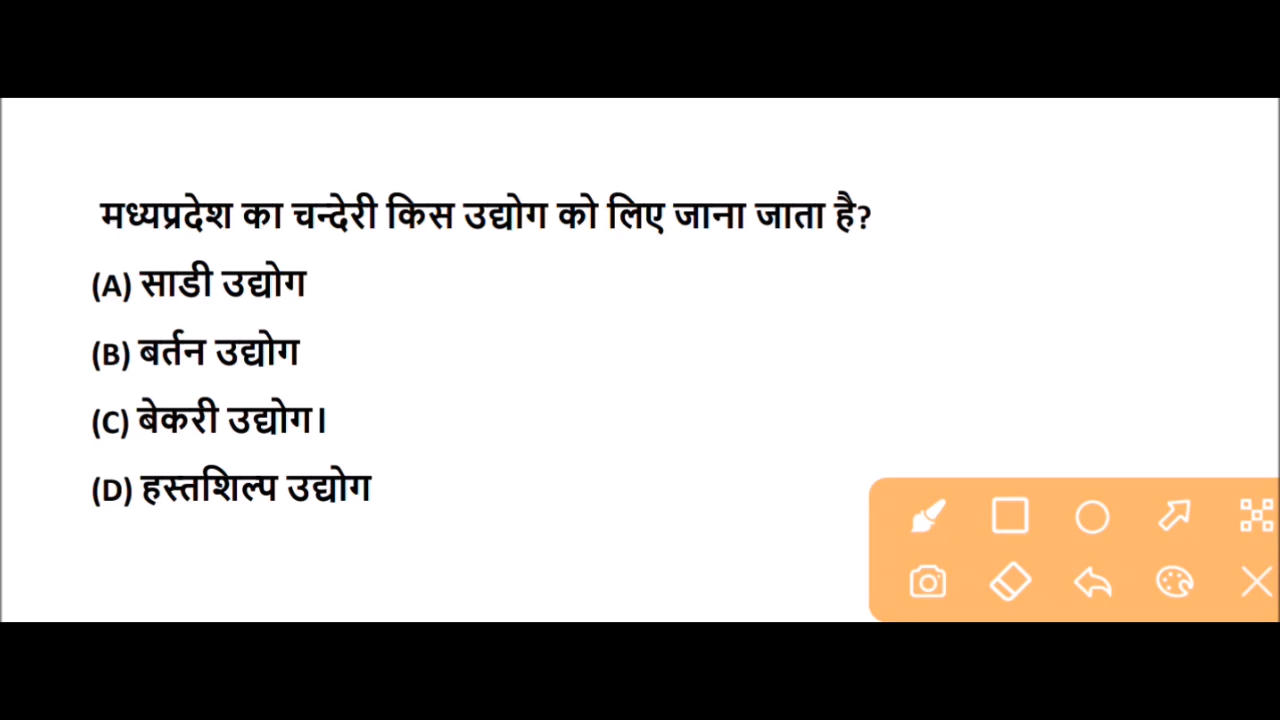 मध्यप्रदेश का चन्देरी किस उद्योग को लिए जाना जाता है?
(A) साडी उद्योग
(B) बर्तन उद्योग
(C) बेकरी उद्योग।
(D) हस्तशिल्प उद्योग